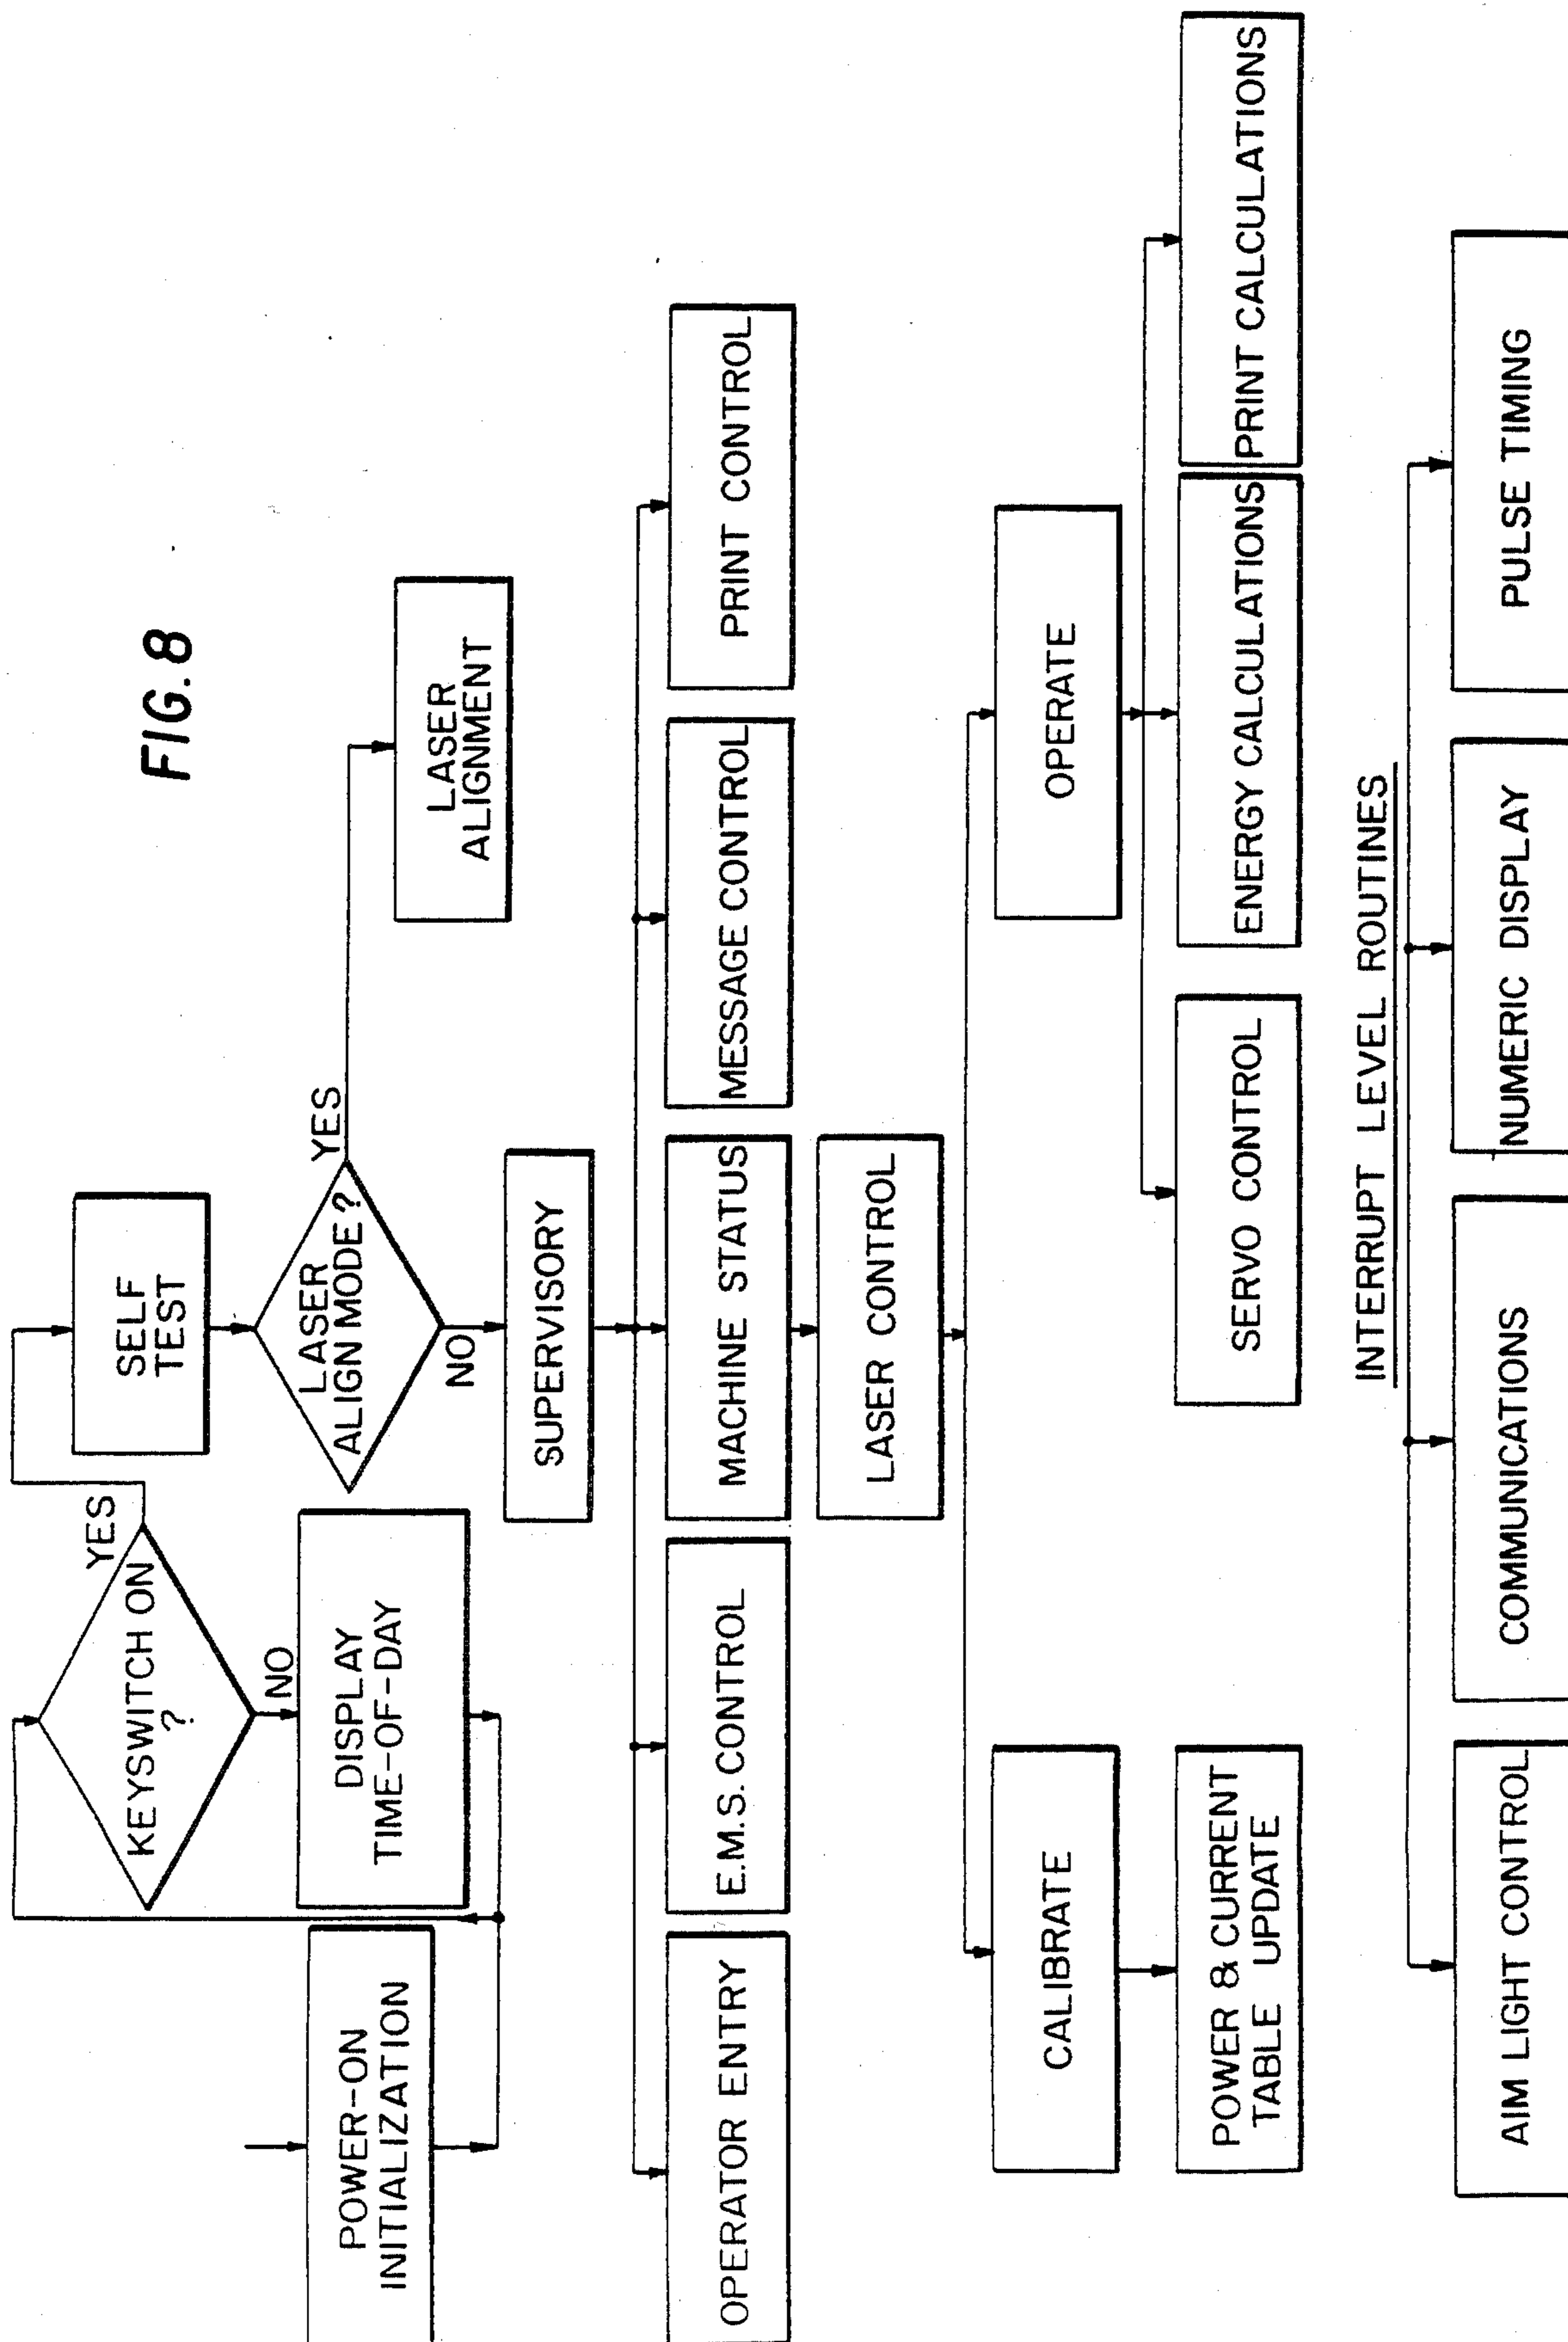 FIG. 8
POWER-ON
INITIALIZATION
KEYSWITCH ON
?
YES
NO
DISPLAY
TIME-OF-DAY
SELF
TEST
LASER
ALIGN MODE?
YES
NO
LASER
ALIGNMENT
SUPERVISORY
OPERATOR ENTRY
E.M.S. CONTROL
MACHINE STATUS
MESSAGE CONTROL
PRINT CONTROL
LASER CONTROL
CALIBRATE
OPERATE
POWER & CURRENT
TABLE UPDATE
SERVO CONTROL
ENERGY CALCULATIONS
PRINT CALCULATIONS
INTERRUPT LEVEL ROUTINES
AIM LIGHT CONTROL
COMMUNICATIONS
NUMERIC DISPLAY
PULSE TIMING